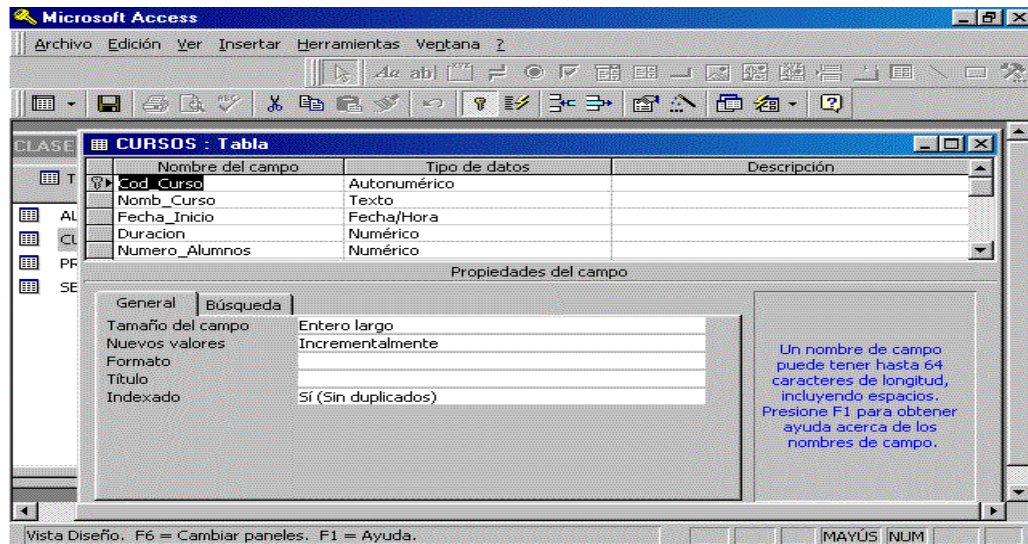 Microsoft Access
Archivo Edición Ver Insertar Herramientas Ventana ?
Aa ab|
CLASE
CURSOS : Tabla
Nombre del campo Tipo de datos Descripción
T
Cod_Curso Autonumérico
Nomb_Curso Texto
AL
Fecha_Inicio Fecha/Hora
CU
Duracion Numérico
Numero_Alumnos Numérico
PR
Propiedades del campo
SE
General Búsqueda
Tamaño del campo Entero largo
Nuevos valores Incrementalmente
Formato
Título
Indexado Sí (Sin duplicados)
Un nombre de campo
puede tener hasta 64
caracteres de longitud,
incluyendo espacios.
Presione F1 para obtener
ayuda acerca de los
nombres de campo.
Vista Diseño. F6 = Cambiar paneles. F1 = Ayuda. MAYÚS NUM